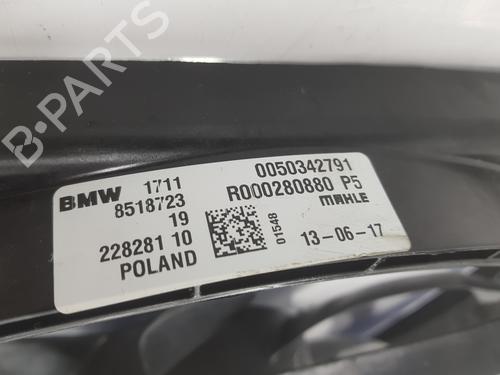 B-PARTS
BMW 1711 0050342791
8518723 R000280880 P5
19 MAHLE
228281 10 01548 13-06-17
POLAND